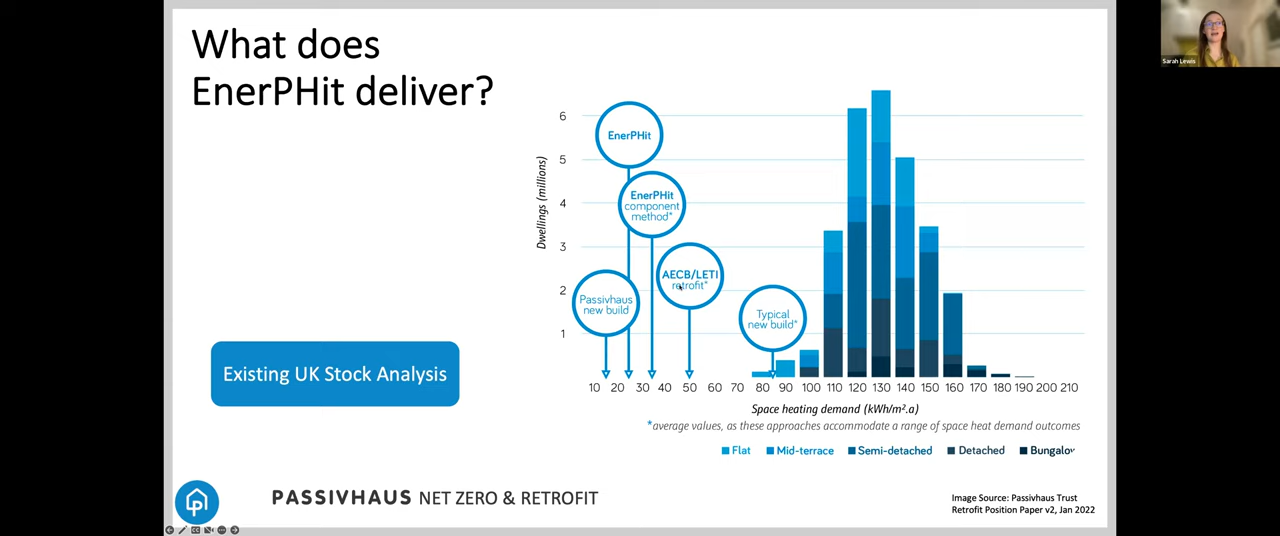 What does
EnerPHit deliver?
Sarah Lewis
Existing UK Stock Analysis
Dwellings (millions)
6
5
4
3
2
1
EnerPHit
EnerPHit
component
method*
AECB/LETI
retrofit*
Passivhaus
new build
Typical
new build*
10 20 30 40 50 60 70 80 90 100 110 120 130 140 150 160 170 180 190 200 210
Space heating demand (kWh/m².a)
*average values, as these approaches accommodate a range of space heat demand outcomes
Flat Mid-terrace Semi-detached Detached
PASSIVHAUS NET ZERO & RETROFIT
Image Source: Passivhaus Trust
Retrofit Position Paper v2, Jan 2022